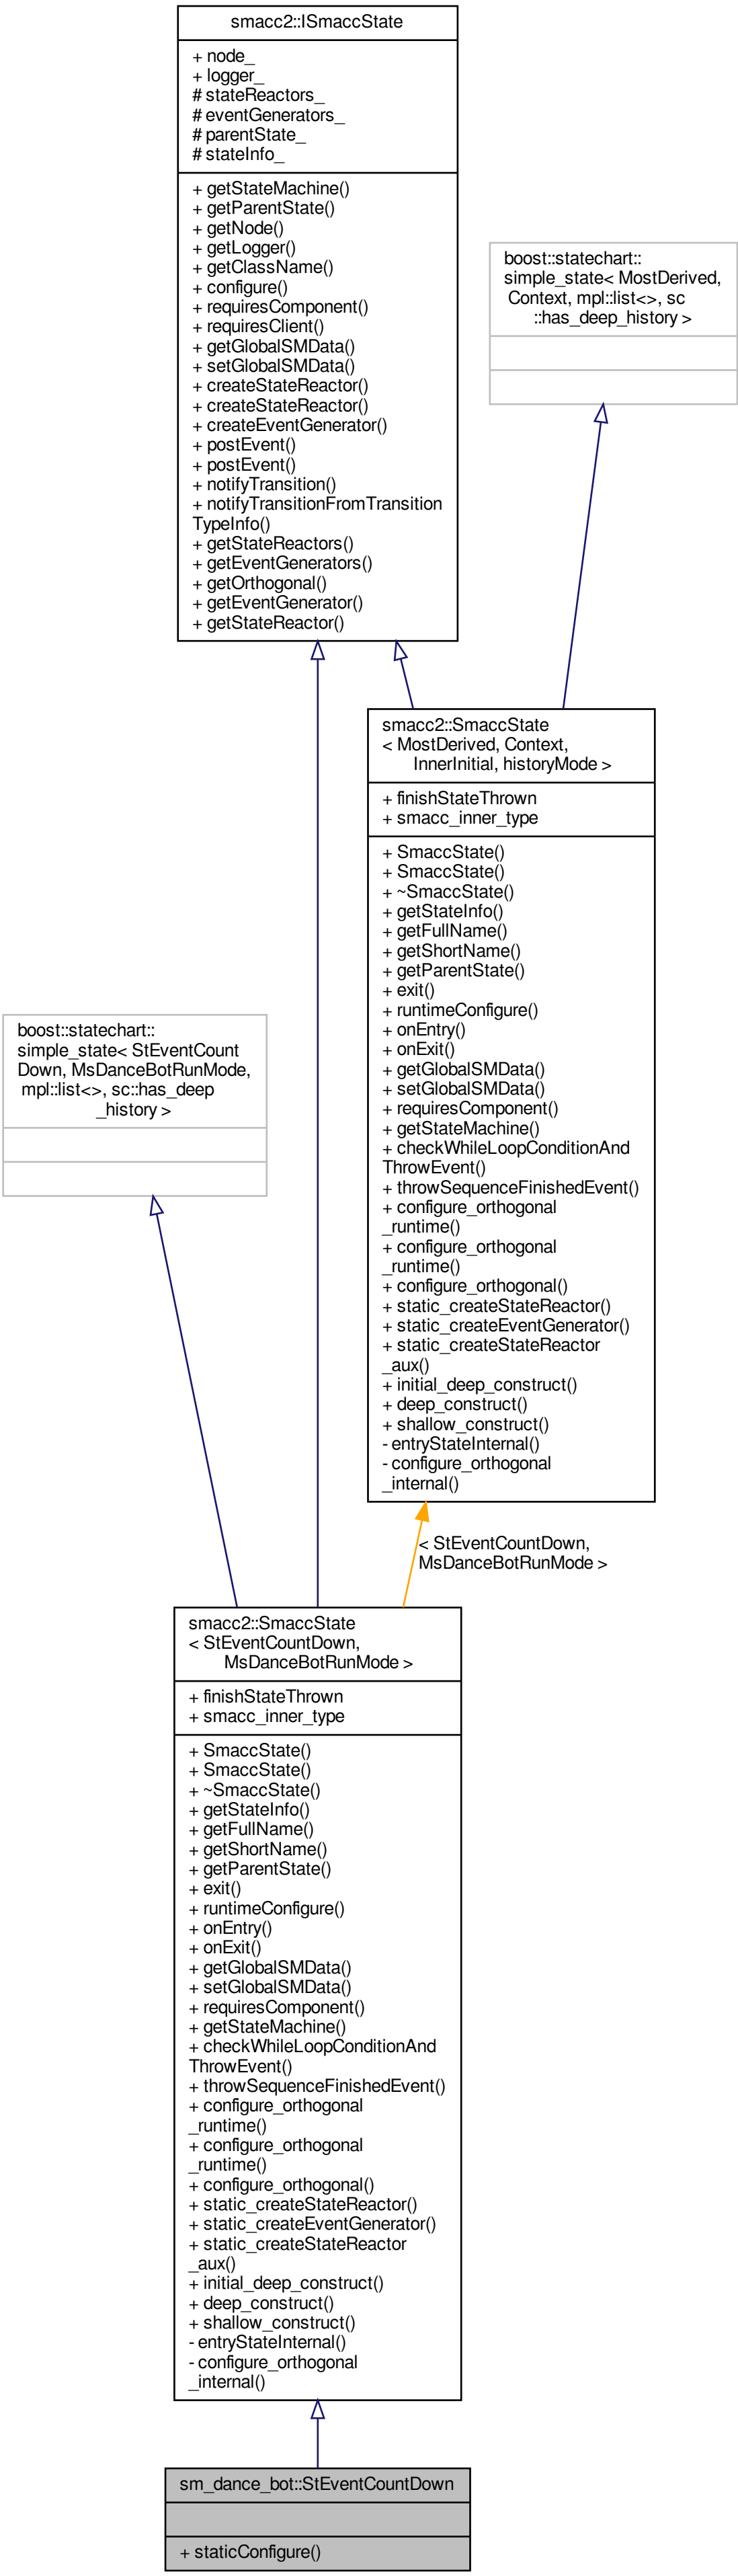 smacc2::ISmaccState
+ node_
+ logger_
# stateReactors_
# eventGenerators_
# parentState_
# stateInfo_
+ getStateMachine()
+ getParentState()
+ getNode()
+ getLogger()
+ getClassName()
+ configure()
+ requiresComponent()
+ requiresClient()
+ getGlobalSMData()
+ setGlobalSMData()
+ createStateReactor()
+ createStateReactor()
+ createEventGenerator()
+ postEvent()
+ postEvent()
+ notifyTransition()
+ notifyTransitionFromTransition
TypeInfo()
+ getStateReactors()
+ getEventGenerators()
+ getOrthogonal()
+ getEventGenerator()
+ getStateReactor()
boost::statechart::
simple_state< MostDerived,
Context, mpl::list<>, sc
::has_deep_history >
smacc2::SmaccState
< MostDerived, Context,
InnerInitial, historyMode >
+ finishStateThrown
+ smacc_inner_type
+ SmaccState()
+ SmaccState()
+ ~SmaccState()
+ getStateInfo()
+ getFullName()
+ getShortName()
+ getParentState()
+ exit()
+ runtimeConfigure()
+ onEntry()
+ onExit()
+ getGlobalSMData()
+ setGlobalSMData()
+ requiresComponent()
+ getStateMachine()
+ checkWhileLoopConditionAnd
ThrowEvent()
+ throwSequenceFinishedEvent()
+ configure_orthogonal
_runtime()
+ configure_orthogonal
_runtime()
+ configure_orthogonal()
+ static_createStateReactor()
+ static_createEventGenerator()
+ static_createStateReactor
_aux()
+ initial_deep_construct()
+ deep_construct()
+ shallow_construct()
- entryStateInternal()
- configure_orthogonal
_internal()
boost::statechart::
simple_state< StEventCount
Down, MsDanceBotRunMode,
mpl::list<>, sc::has_deep
_history >
< StEventCountDown,
MsDanceBotRunMode >
smacc2::SmaccState
< StEventCountDown,
MsDanceBotRunMode >
+ finishStateThrown
+ smacc_inner_type
+ SmaccState()
+ SmaccState()
+ ~SmaccState()
+ getStateInfo()
+ getFullName()
+ getShortName()
+ getParentState()
+ exit()
+ runtimeConfigure()
+ onEntry()
+ onExit()
+ getGlobalSMData()
+ setGlobalSMData()
+ requiresComponent()
+ getStateMachine()
+ checkWhileLoopConditionAnd
ThrowEvent()
+ throwSequenceFinishedEvent()
+ configure_orthogonal
_runtime()
+ configure_orthogonal
_runtime()
+ configure_orthogonal()
+ static_createStateReactor()
+ static_createEventGenerator()
+ static_createStateReactor
_aux()
+ initial_deep_construct()
+ deep_construct()
+ shallow_construct()
- entryStateInternal()
- configure_orthogonal
_internal()
sm_dance_bot::StEventCountDown
+ staticConfigure()